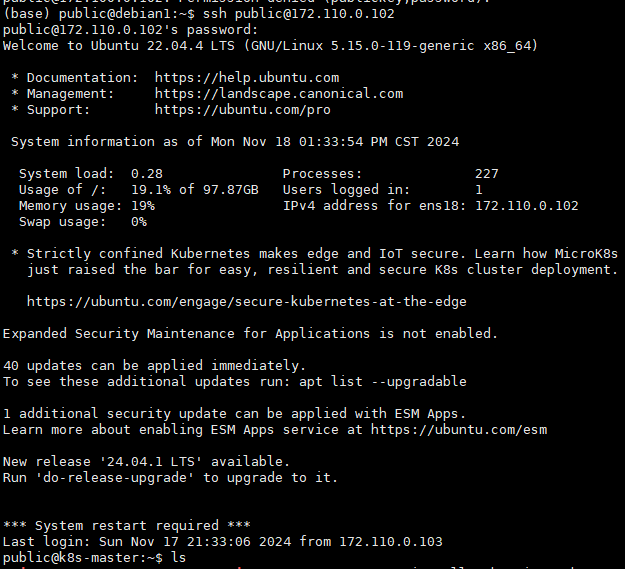 (base) public@debian1:~$ ssh public@172.110.0.102
public@172.110.0.102's password:
Welcome to Ubuntu 22.04.4 LTS (GNU/Linux 5.15.0-119-generic x86_64)
* Documentation:  https://help.ubuntu.com
* Management:     https://landscape.canonical.com
* Support:        https://ubuntu.com/pro
System information as of Mon Nov 18 01:33:54 PM CST 2024
System load:  0.28               Processes:              227
Usage of /:   19.1% of 97.87GB   Users logged in:        1
Memory usage: 19%                IPv4 address for ens18: 172.110.0.102
Swap usage:   0%
* Strictly confined Kubernetes makes edge and IoT secure. Learn how MicroK8s
just raised the bar for easy, resilient and secure K8s cluster deployment.
https://ubuntu.com/engage/secure-kubernetes-at-the-edge
Expanded Security Maintenance for Applications is not enabled.
40 updates can be applied immediately.
To see these additional updates run: apt list --upgradable
1 additional security update can be applied with ESM Apps.
Learn more about enabling ESM Apps service at https://ubuntu.com/esm
New release '24.04.1 LTS' available.
Run 'do-release-upgrade' to upgrade to it.
*** System restart required ***
Last login: Sun Nov 17 21:33:06 2024 from 172.110.0.103
public@k8s-master:~$ ls